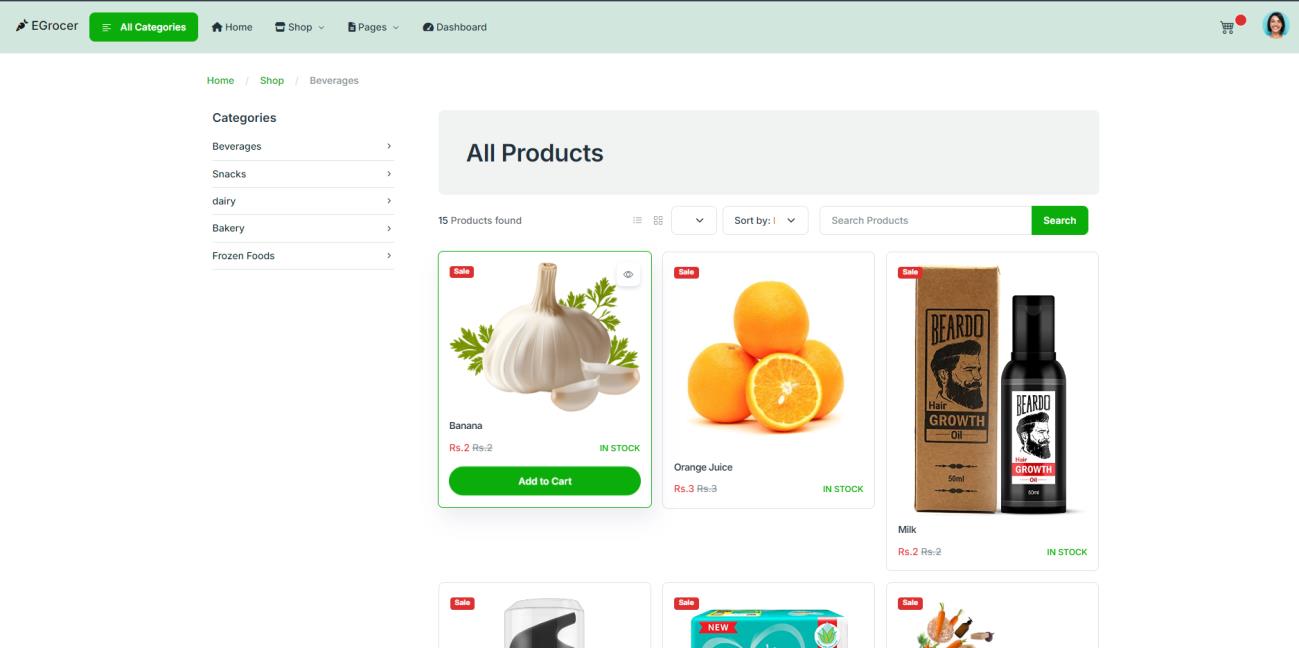 EGrocer All Categories Home Shop Pages Dashboard
Home / Shop / Beverages
Categories
Beverages
Snacks
dairy
Bakery
Frozen Foods
All Products
15 Products found Sort by: Search Products Search
Sale
Banana
Rs.2 Rs.2 IN STOCK
Add to Cart
Sale
Orange Juice
Rs.3 Rs.3 IN STOCK
Sale
BEARDO
Hair
GROWTH
Oil
50ml
BEARDO
Hair
GROWTH
Oil
50ml
Milk
Rs.2 Rs.2 IN STOCK
Sale
Sale
NEW
Sale